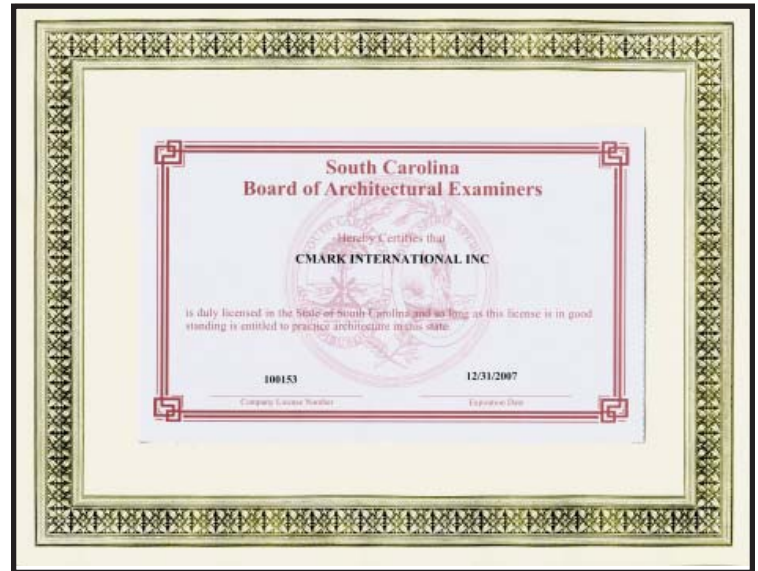 South Carolina
Board of Architectural Examiners
Hereby Certifies that
CMARK INTERNATIONAL INC
is duly licensed in the State of South Carolina and so long as this license is in good
standing is entitled to practice architecture in this state.
100153 12/31/2007
Company License Number Expiration Date